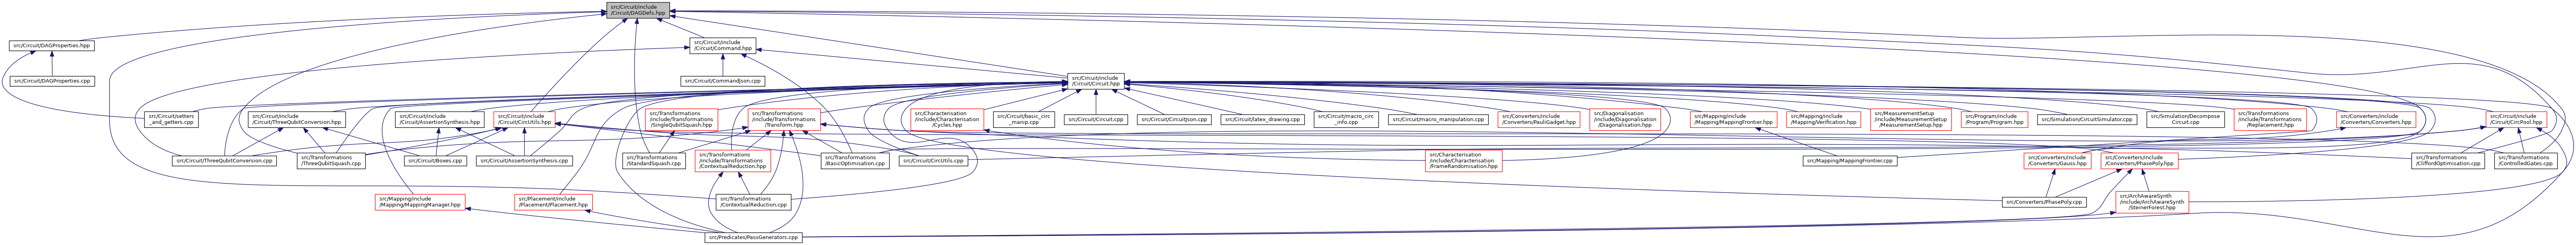 src/Circuit/include
/Circuit/DAGDefs.hpp
src/Circuit/DAGProperties.hpp
src/Circuit/include
/Circuit/Command.hpp
src/Circuit/DAGProperties.cpp
src/Circuit/CommandJson.cpp
src/Circuit/include
/Circuit/Circuit.hpp
src/Circuit/setters
_and_getters.cpp
src/Circuit/include
/Circuit/ThreeQubitConversion.hpp
src/Circuit/include
/Circuit/AssertionSynthesis.hpp
src/Circuit/include
/Circuit/CircUtils.hpp
src/Transformations
/include/Transformations
/SingleQubitSquash.hpp
src/Transformations
/include/Transformations
/Transform.hpp
src/Characterisation
/include/Characterisation
/Cycles.hpp
src/Circuit/basic_circ
_manip.cpp
src/Circuit/Circuit.cpp
src/Circuit/CircuitJson.cpp
src/Circuit/latex_drawing.cpp
src/Circuit/macro_circ
_info.cpp
src/Circuit/macro_manipulation.cpp
src/Converters/include
/Converters/PauliGadget.hpp
src/Diagonalisation
/include/Diagonalisation
/Diagonalisation.hpp
src/Mapping/include
/Mapping/MappingFrontier.hpp
src/Mapping/include
/Mapping/Verification.hpp
src/MeasurementSetup
/include/MeasurementSetup
/MeasurementSetup.hpp
src/Program/include
/Program/Program.hpp
src/Simulation/CircuitSimulator.cpp
src/Simulation/Decompose
Circuit.cpp
src/Transformations
/include/Transformations
/Replacement.hpp
src/Converters/include
/Converters/Converters.hpp
src/Circuit/include
/Circuit/CircPool.hpp
src/Circuit/ThreeQubitConversion.cpp
src/Transformations
/ThreeQubitSquash.cpp
src/Circuit/Boxes.cpp
src/Circuit/AssertionSynthesis.cpp
src/Transformations
/StandardSquash.cpp
src/Transformations
/include/Transformations
/ContextualReduction.hpp
src/Transformations
/BasicOptimisation.cpp
src/Circuit/CircUtils.cpp
src/Characterisation
/include/Characterisation
/FrameRandomisation.hpp
src/Mapping/MappingFrontier.cpp
src/Converters/include
/Converters/Gauss.hpp
src/Converters/include
/Converters/PhasePoly.hpp
src/Transformations
/CliffordOptimisation.cpp
src/Transformations
/ControlledGates.cpp
src/Mapping/include
/Mapping/MappingManager.hpp
src/Placement/include
/Placement/Placement.hpp
src/Transformations
/ContextualReduction.cpp
src/Converters/PhasePoly.cpp
src/ArchAwareSynth
/include/ArchAwareSynth
/SteinerForest.hpp
src/Predicates/PassGenerators.cpp